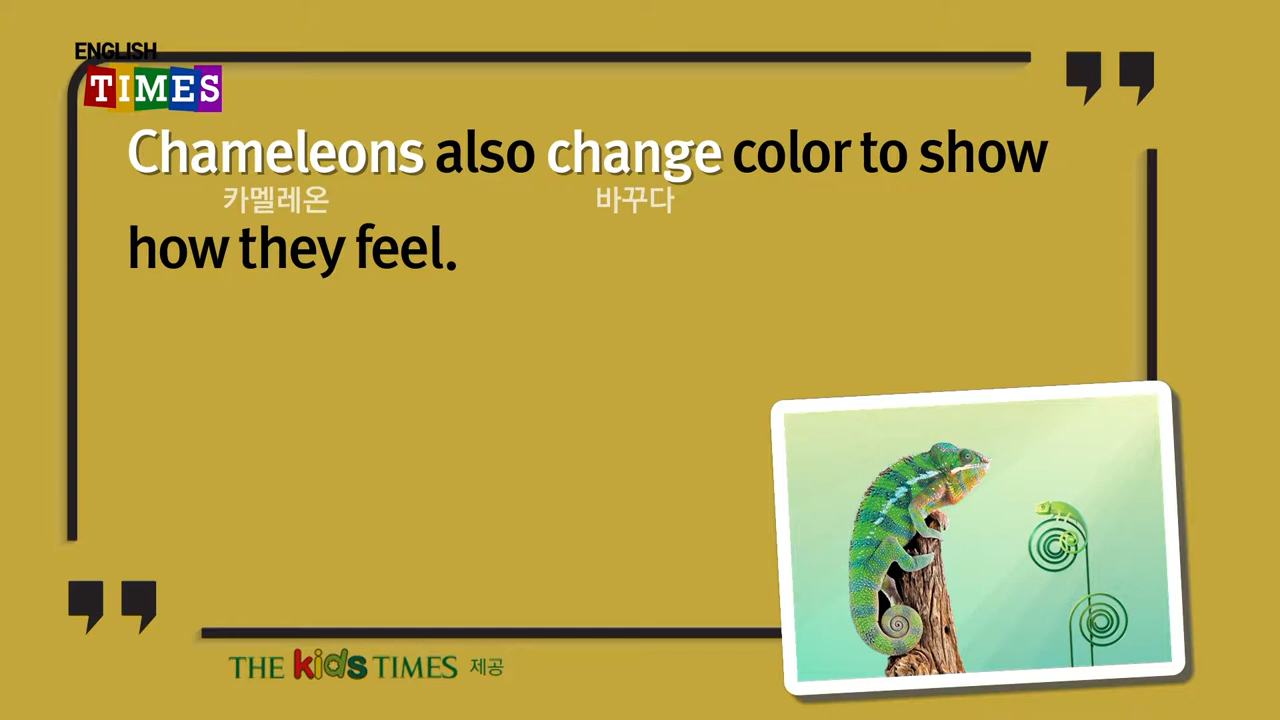 ENGLISH
TIMES
Chameleons also change color to show
카멜레온 바꾸다
how they feel.
THE kids TIMES 제공